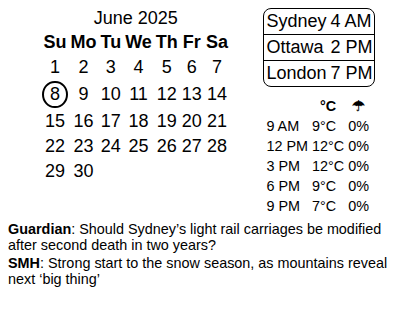 June 2025
Su Mo Tu We Th Fr Sa
1 2 3 4 5 6 7
8 9 10 11 12 13 14
15 16 17 18 19 20 21
22 23 24 25 26 27 28
29 30
Sydney 4 AM
Ottawa 2 PM
London 7 PM
°C ☂
9 AM 9°C 0%
12 PM 12°C 0%
3 PM 12°C 0%
6 PM 9°C 0%
9 PM 7°C 0%
Guardian: Should Sydney’s light rail carriages be modified
after second death in two years?
SMH: Strong start to the snow season, as mountains reveal
next ‘big thing’